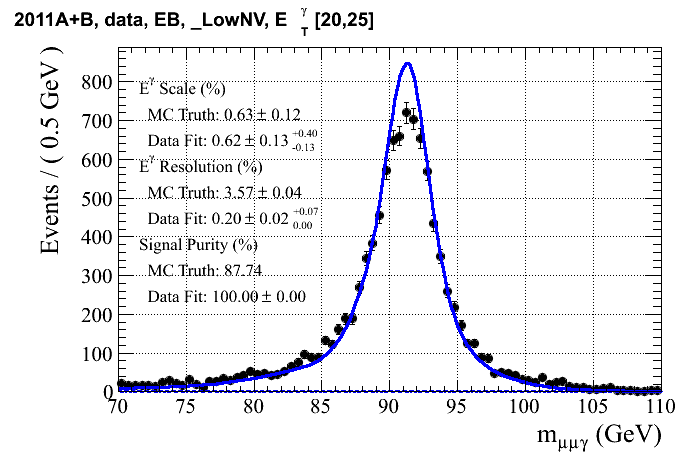 2011A+B, data, EB, _LowNV, E γ T [20,25]
Events / ( 0.5 GeV )
800
700
600
500
400
300
200
100
0
E^γ Scale (%)
MC Truth: 0.63 ± 0.12
Data Fit: 0.62 ± 0.13 +0.40 -0.13
E^γ Resolution (%)
MC Truth: 3.57 ± 0.04
Data Fit: 0.20 ± 0.02 +0.07 0.00
Signal Purity (%)
MC Truth: 87.74
Data Fit: 100.00 ± 0.00
70 75 80 85 90 95 100 105 110
m_μμγ (GeV)